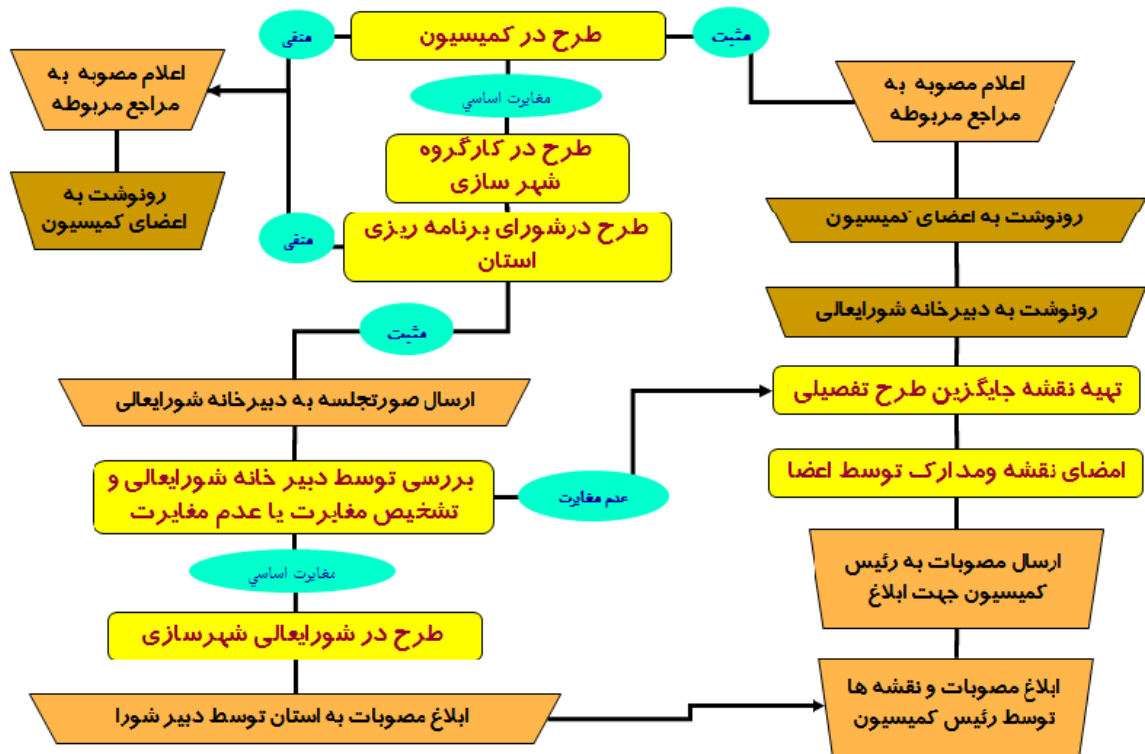 طرح در کمیسیون
مثبت
منفی
اعلام مصوبه به
مراجع مربوطه
رونوشت به اعضای کمیسیون
رونوشت به دبیرخانه شورایعالی
تهیه نقشه جایگزین طرح تفصیلی
امضای نقشه ومدارک توسط اعضا
ارسال مصوبات به رئیس
کمیسیون جهت ابلاغ
ابلاغ مصوبات و نقشه ها
توسط رئیس کمیسیون
مغایرت اساسي
طرح در کارگروه
شهر سازی
طرح درشورای برنامه ریزی
استان
منفی
مثبت
ارسال صورتجلسه به دبیرخانه شورایعالی
بررسی توسط دبیر خانه شورایعالی و
تشخیص مغایرت یا عدم مغایرت
عدم مغایرت
مغایرت اساسي
طرح در شورایعالی شهرسازی
ابلاغ مصوبات به استان توسط دبیر شورا
اعلام مصوبه به
مراجع مربوطه
رونوشت به
اعضای کمیسیون